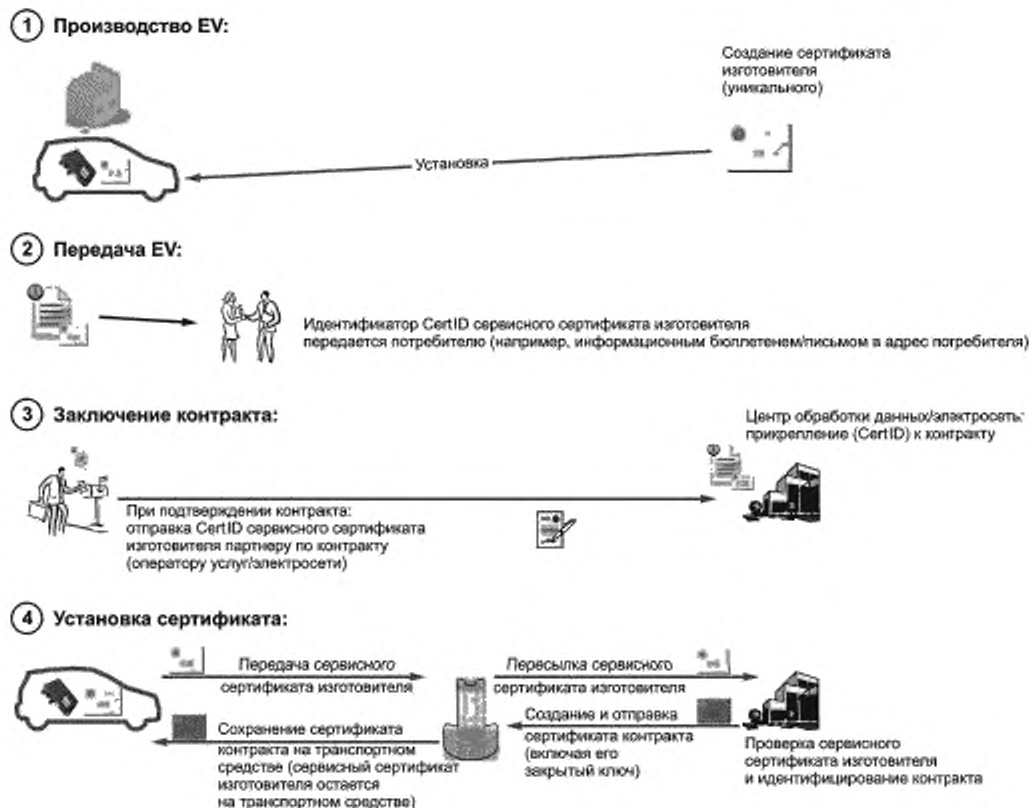 1 Производство EV:
Создание сертификата
изготовителя
(уникального)
Установка
2 Передача EV:
Идентификатор CertID сервисного сертификата изготовителя
передается потребителю (например, информационным бюллетенем/письмом в адрес потребителя)
3 Заключение контракта:
Центр обработки данных/электросеть:
прикрепление (CertID) к контракту
При подтверждении контракта:
отправка CertID сервисного сертификата
изготовителя партнеру по контракту
(оператору услуг/электросети)
4 Установка сертификата:
Передача сервисного
сертификата изготовителя
Пересылка сервисного
сертификата изготовителя
Сохранение сертификата
контракта на транспортном
средстве (сервисный сертификат
изготовителя остается
на транспортном средстве)
Создание и отправка
сертификата контракта
(включая его
закрытый ключ)
Проверка сервисного
сертификата изготовителя
и идентифицирование контракта